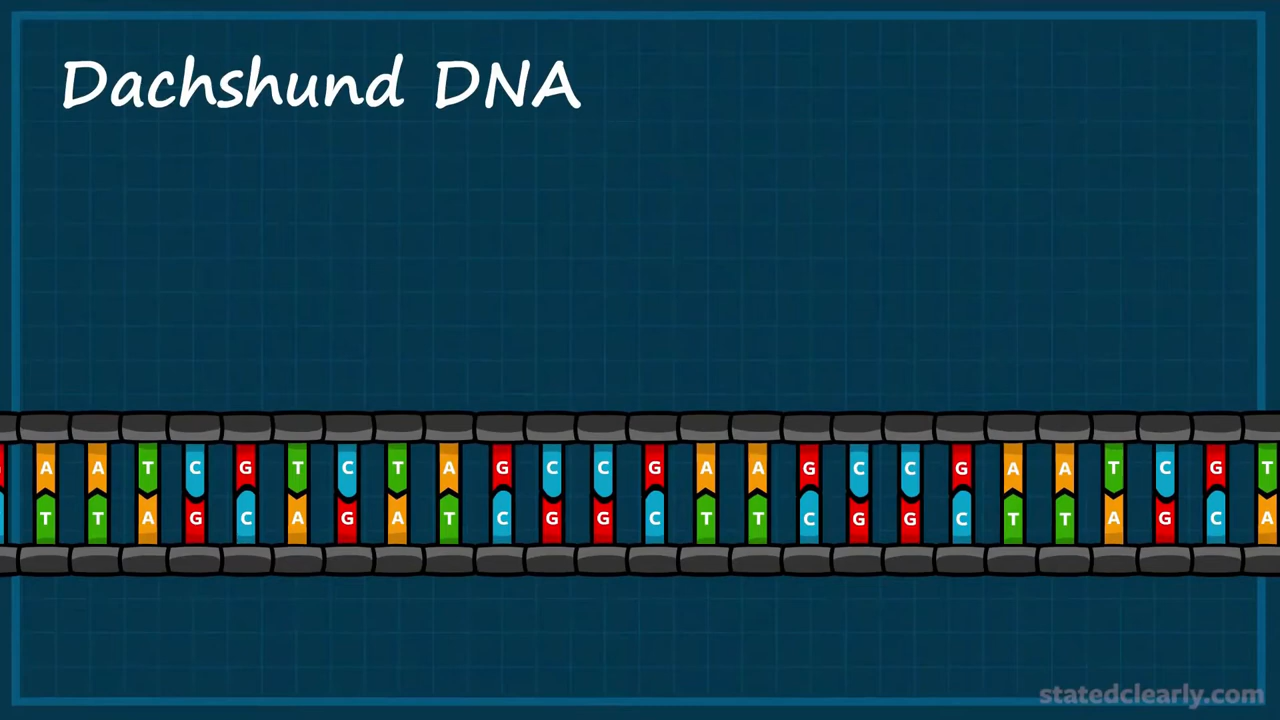 Dachshund DNA
A A T C G T C T A G C C G A A G C C G A A T C G T
T T A G C A G A T C G G C T T C G G C T T A G C A
statedclearly.com